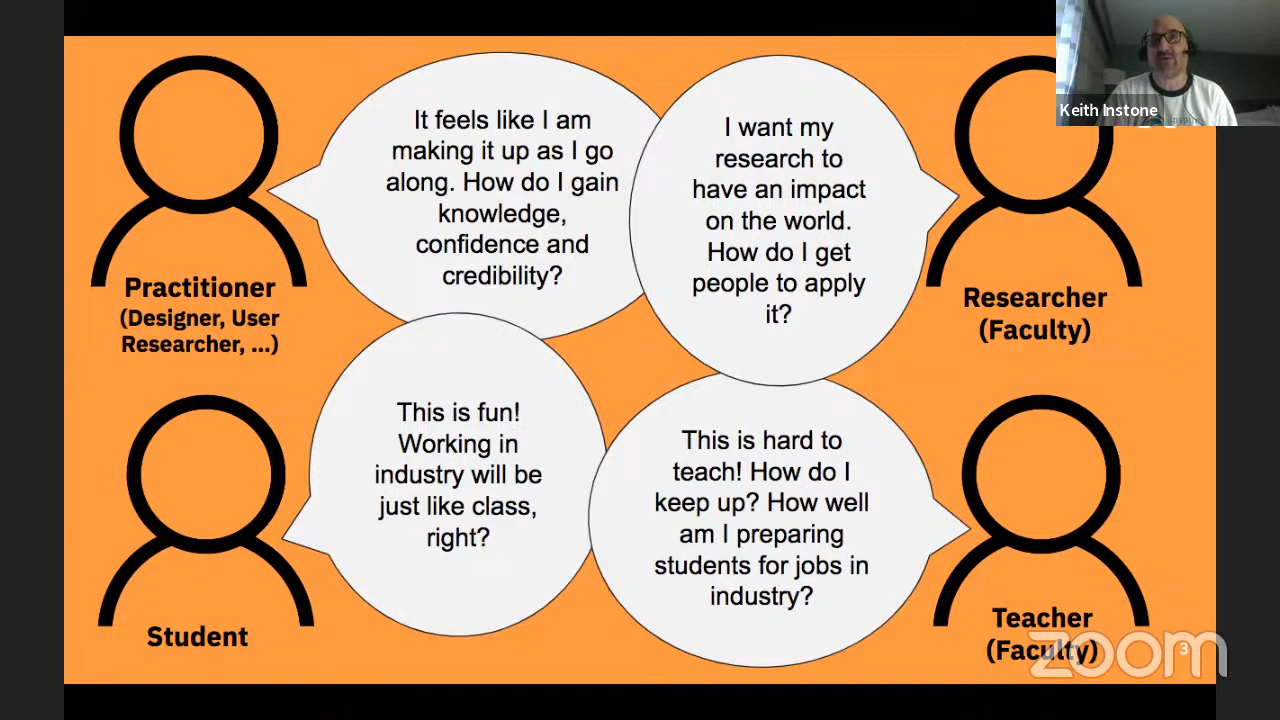 It feels like I am
making it up as I go
along. How do I gain
knowledge,
confidence and
credibility?
Practitioner
(Designer, User
Researcher, ...)
I want my
research to
have an impact
on the world.
How do I get
people to apply
it?
Researcher
(Faculty)
Keith Instone
This is fun!
Working in
industry will be
just like class,
right?
Student
This is hard to
teach! How do I
keep up? How well
am I preparing
students for jobs in
industry?
Teacher
(Faculty)
3
zoom